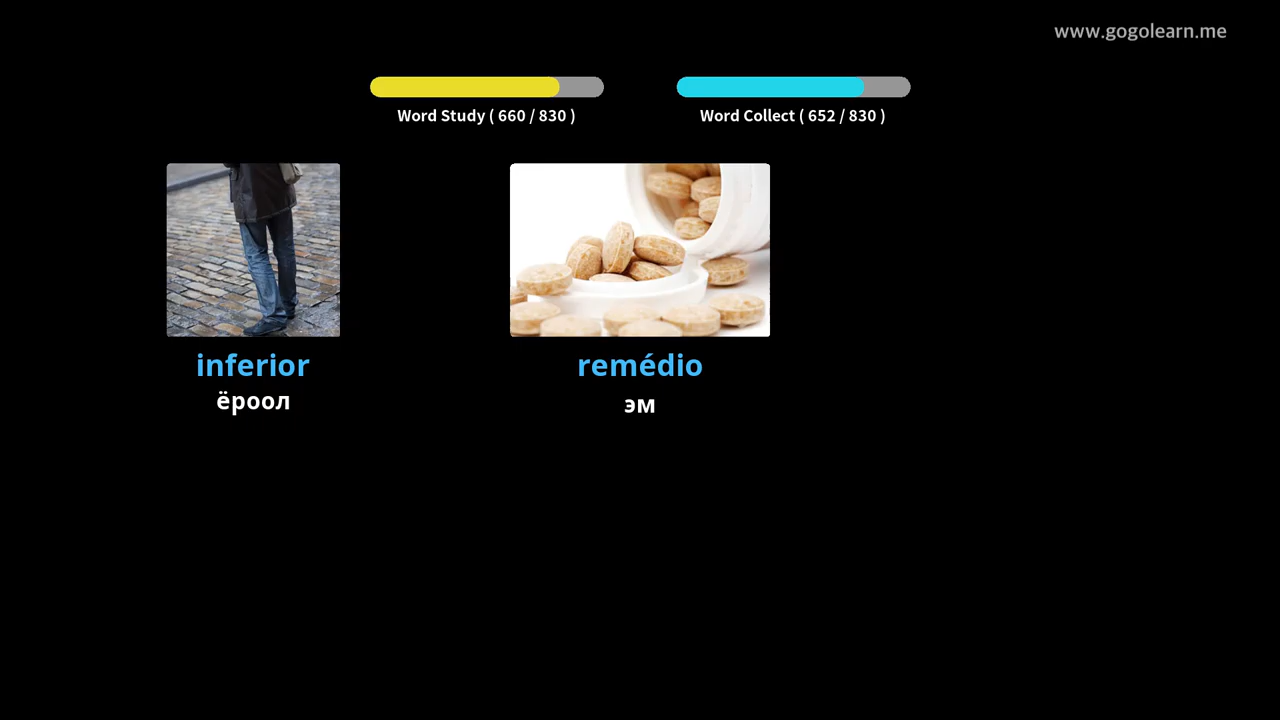 www.gogolearn.me
Word Study ( 660 / 830 )
Word Collect ( 652 / 830 )
inferior
ёроол
remédio
эм